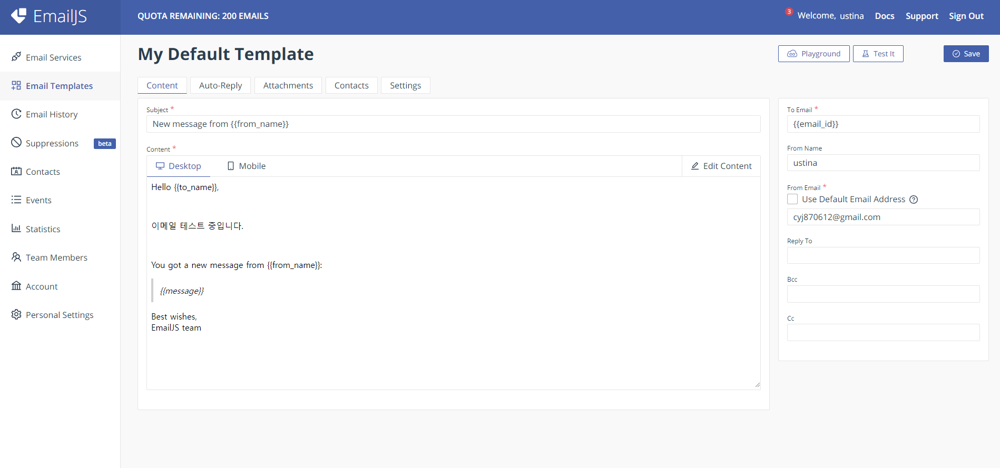 EmailJS
QUOTA REMAINING: 200 EMAILS
3
Welcome, ustina
Docs
Support
Sign Out
Email Services
Email Templates
Email History
Suppressions
beta
Contacts
Events
Statistics
Team Members
Account
Personal Settings
My Default Template
Playground
Test It
Save
Content
Auto-Reply
Attachments
Contacts
Settings
Subject *
New message from {{from_name}}
Content *
Desktop
Mobile
Edit Content
Hello {{to_name}},
이메일 테스트 중입니다.
You got a new message from {{from_name}}:
{{message}}
Best wishes,
EmailJS team
To Email *
{{email_id}}
From Name
ustina
From Email *
Use Default Email Address
cyj870612@gmail.com
Reply To
Bcc
Cc